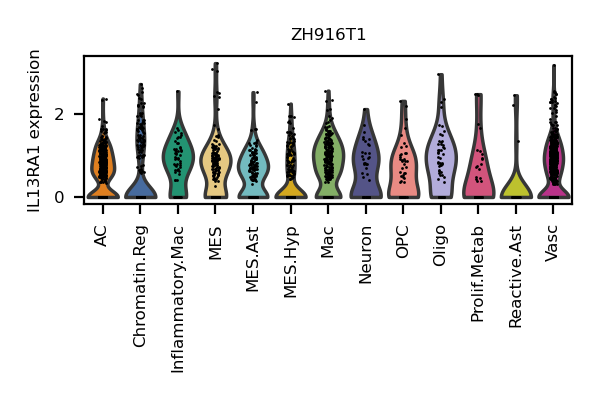 ZH916T1
IL13RA1 expression
2
0
AC
Chromatin.Reg
Inflammatory.Mac
MES
MES.Ast
MES.Hyp
Mac
Neuron
OPC
Oligo
Prolif.Metab
Reactive.Ast
Vasc